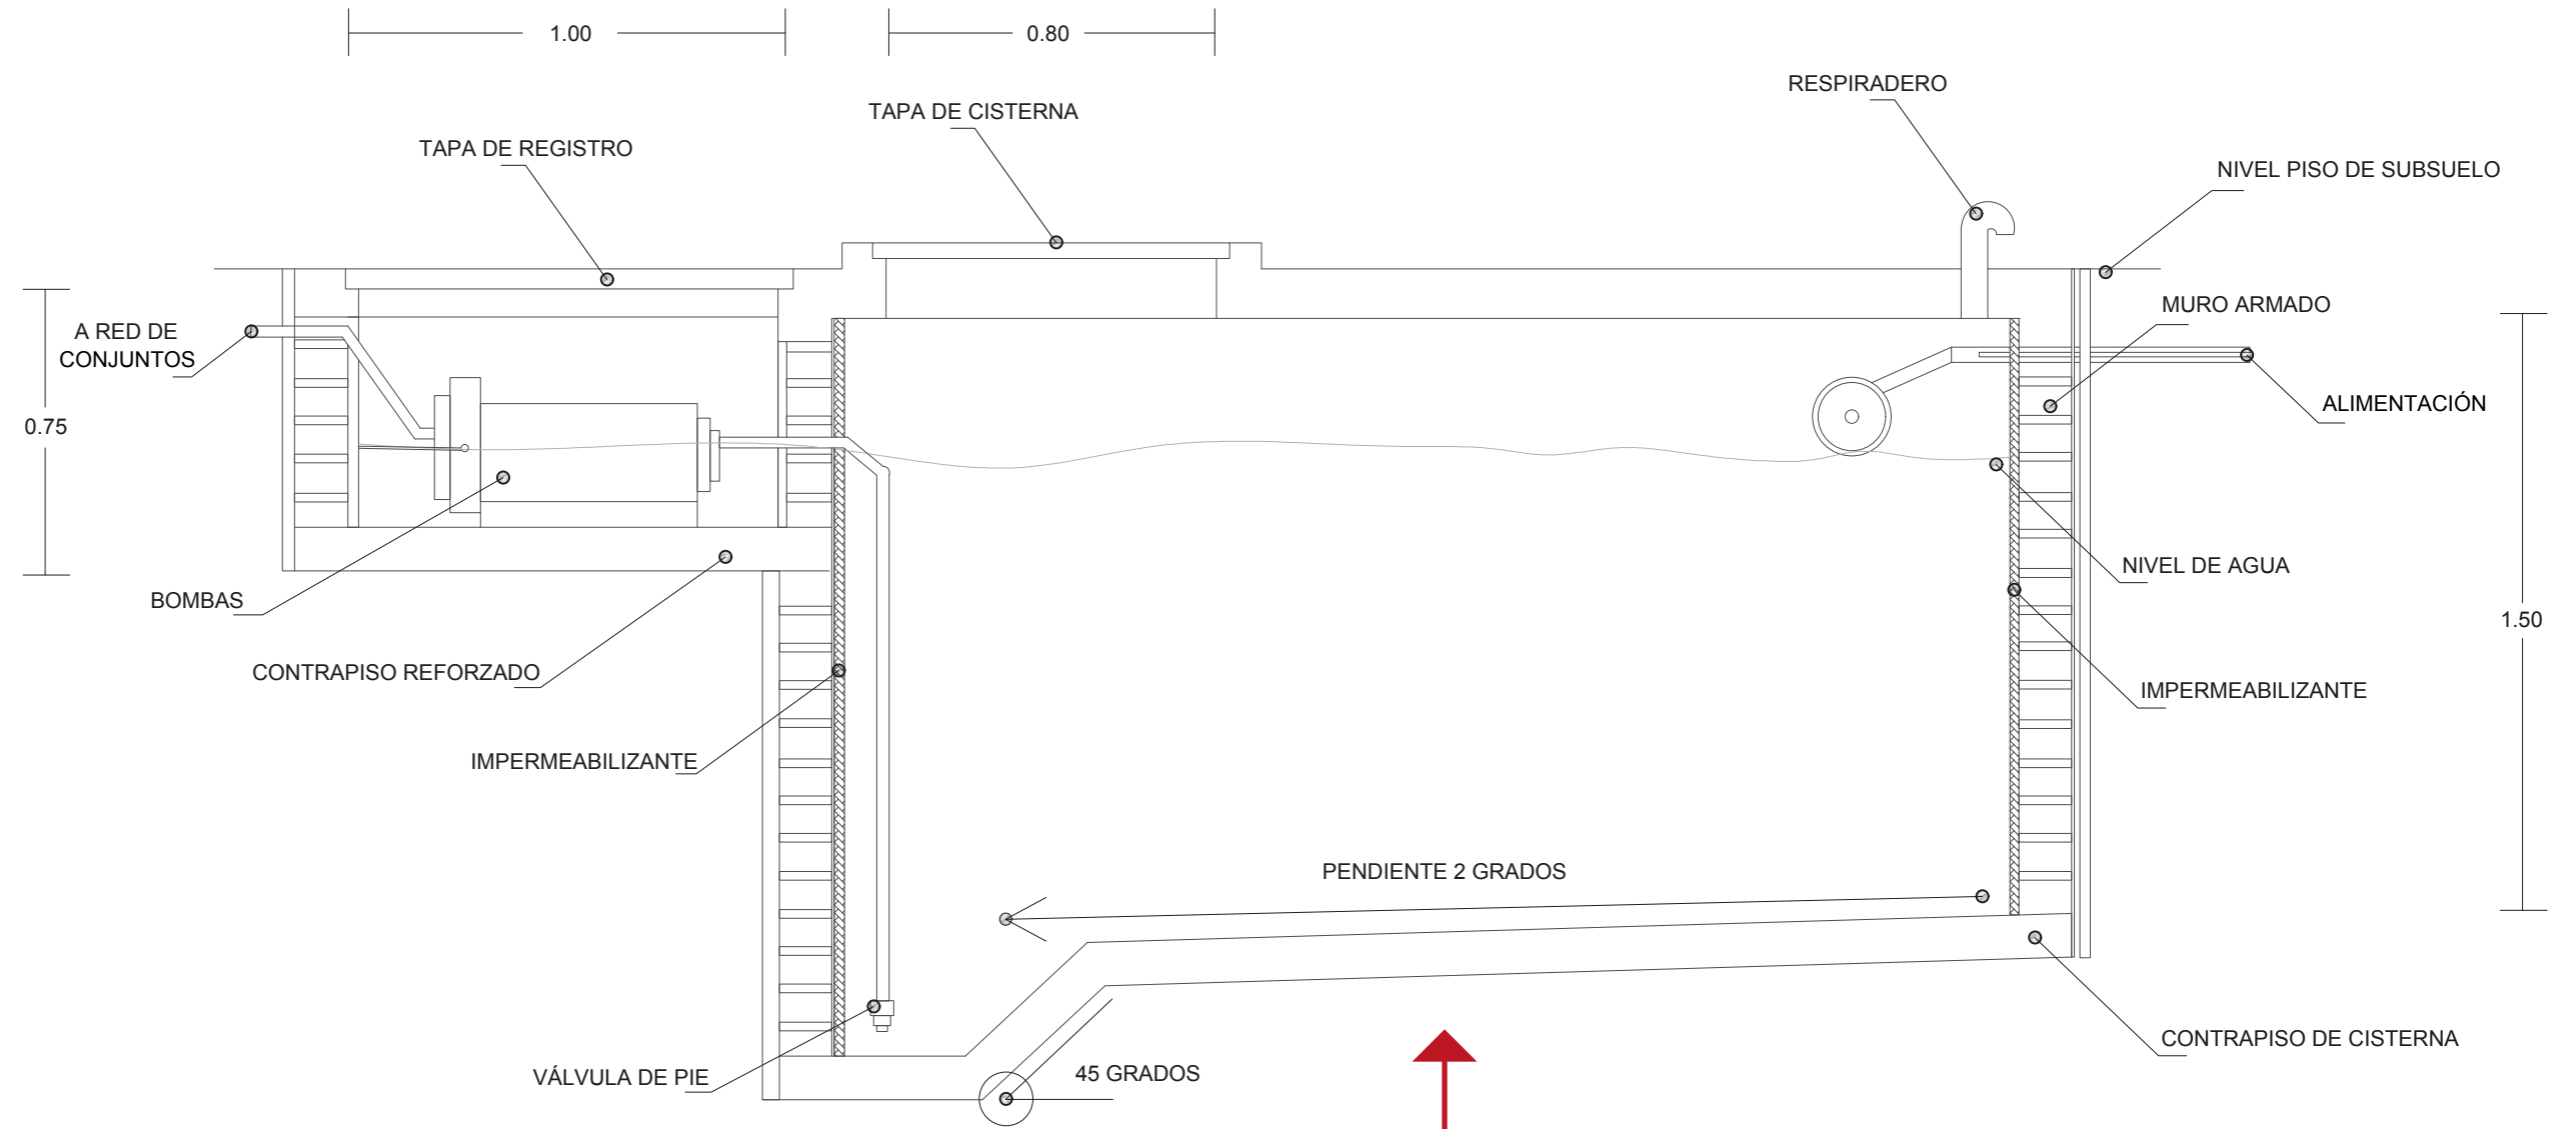 1.00
0.80
RESPIRADERO
TAPA DE CISTERNA
TAPA DE REGISTRO
NIVEL PISO DE SUBSUELO
MURO ARMADO
A RED DE
CONJUNTOS
ALIMENTACIÓN
0.75
NIVEL DE AGUA
BOMBAS
1.50
CONTRAPISO REFORZADO
IMPERMEABILIZANTE
IMPERMEABILIZANTE
PENDIENTE 2 GRADOS
CONTRAPISO DE CISTERNA
45 GRADOS
VÁLVULA DE PIE